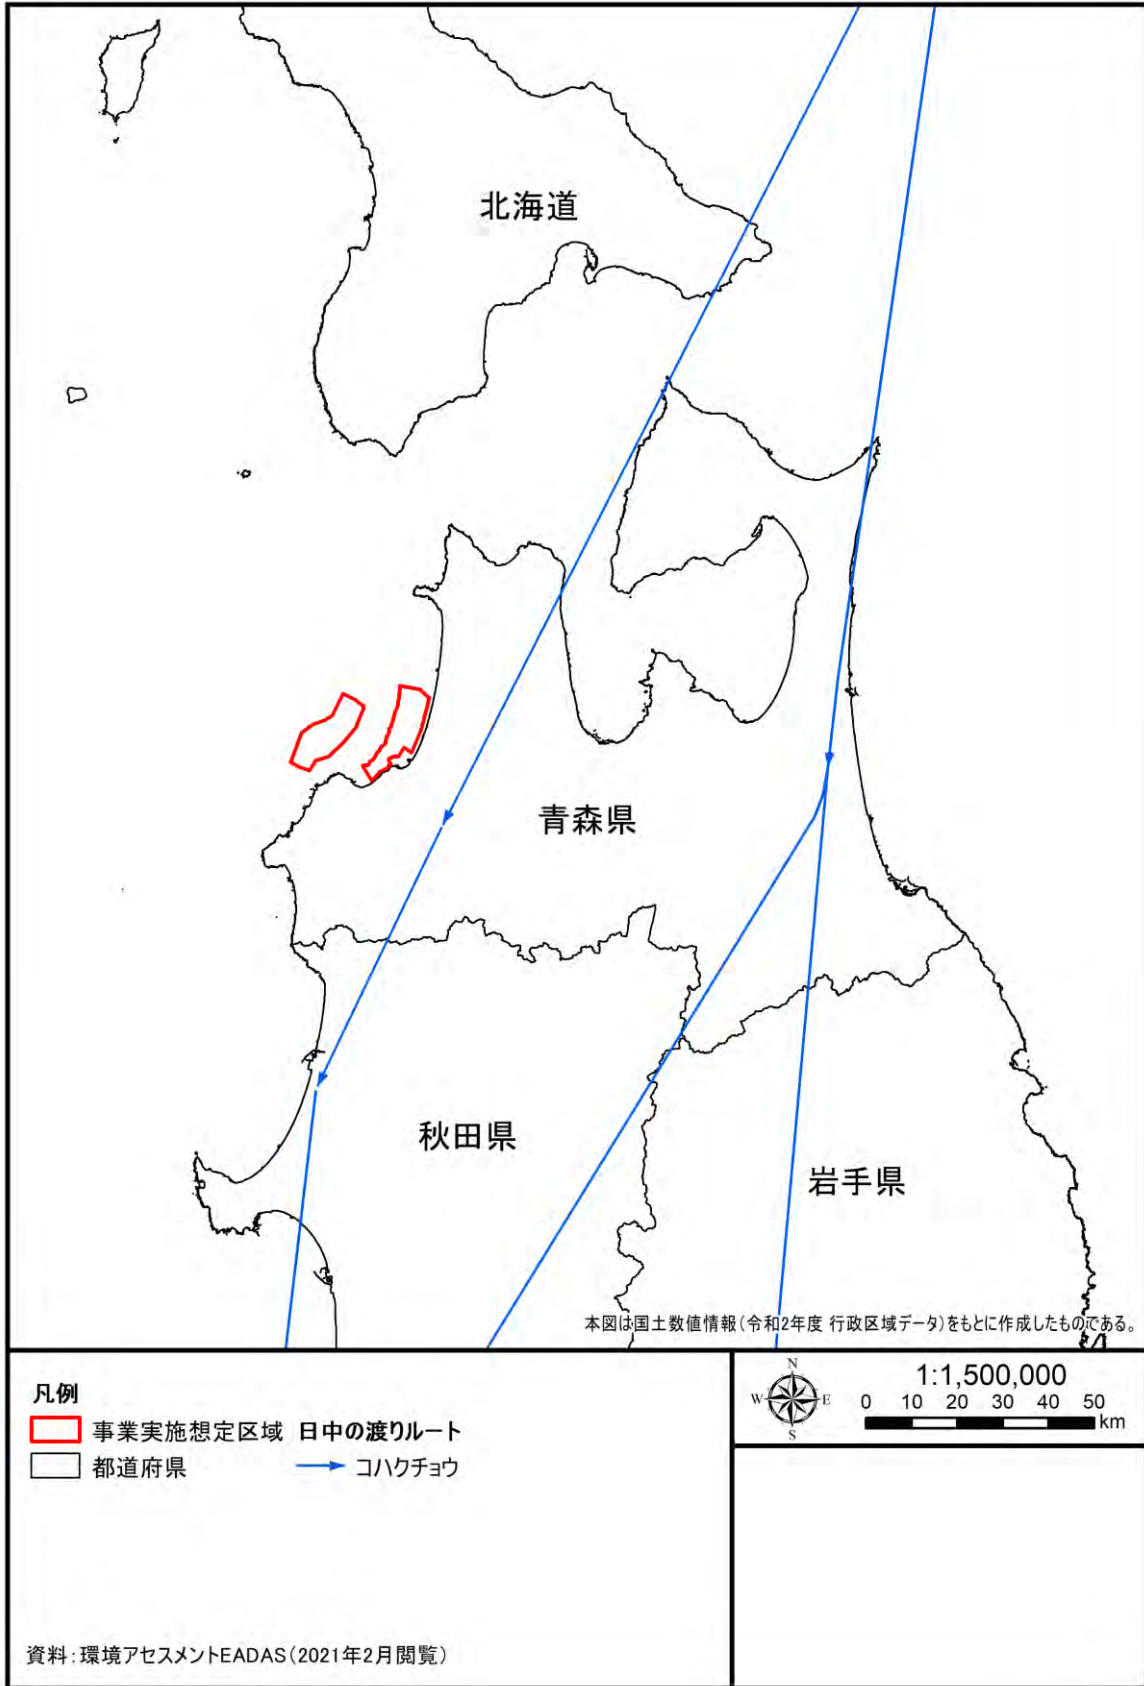 北海道
青森県
秋田県
岩手県
本図は国土数値情報(令和2年度 行政区域データ)をもとに作成したものである。
凡例
事業実施想定区域
都道府県
日中の渡りルート
コハクチョウ
資料:環境アセスメントEADAS(2021年2月閲覧)
N
W E
S
1:1,500,000
0 10 20 30 40 50
km